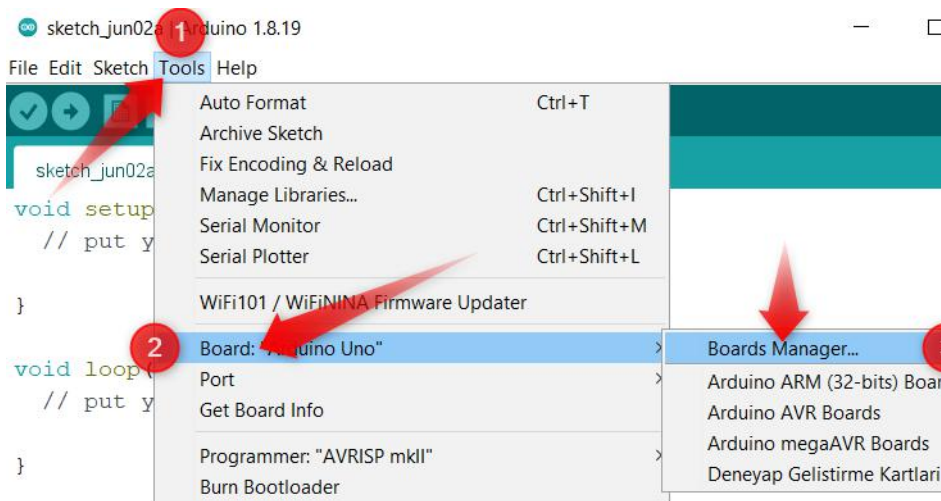 sketch_jun02a | Arduino 1.8.19
1
File Edit Sketch Tools Help
Auto Format Ctrl+T
Archive Sketch
sketch_jun02a
Fix Encoding & Reload
Manage Libraries... Ctrl+Shift+I
void setup
Serial Monitor Ctrl+Shift+M
// put y
Serial Plotter Ctrl+Shift+L
}
WiFi101 / WiFiNINA Firmware Updater
2
Board: "Arduino Uno"
Boards Manager...
void loop(
Port
Arduino ARM (32-bits) Boar
// put y
Get Board Info
Arduino AVR Boards
Arduino megaAVR Boards
}
Programmer: "AVRISP mkII"
Deneyap Gelistirme Kartlari
Burn Bootloader